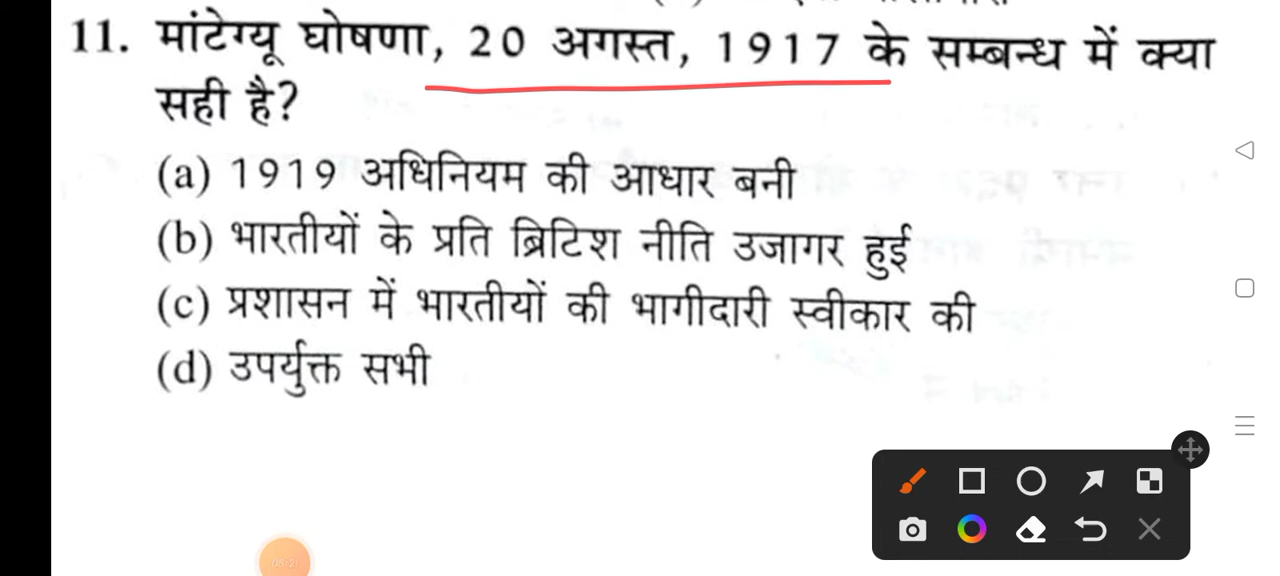 11. मांटेग्यू घोषणा, 20 अगस्त, 1917 के सम्बन्ध में क्या
सही है?
(a) 1919 अधिनियम की आधार बनी
(b) भारतीयों के प्रति ब्रिटिश नीति उजागर हुई
(c) प्रशासन में भारतीयों की भागीदारी स्वीकार की
(d) उपर्युक्त सभी